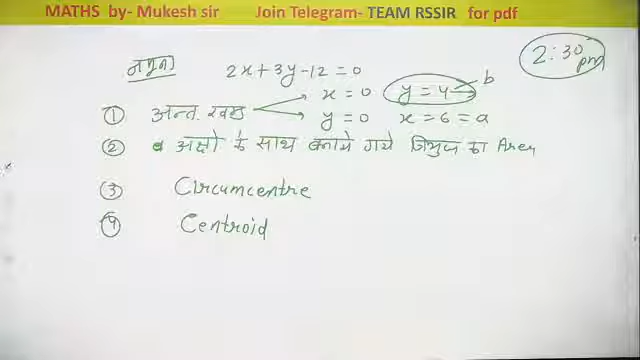 MATHS by- Mukesh sir Join Telegram- TEAM RSSIR for pdf
2:30 pm
नमूना
2x+3y-12=0
① अन्तः खण्ड x=0 y=4 b
y=0 x=6=a
② अक्षो के साथ बनाये गये त्रिभुज का Area
③ Circumcentre
④ Centroid